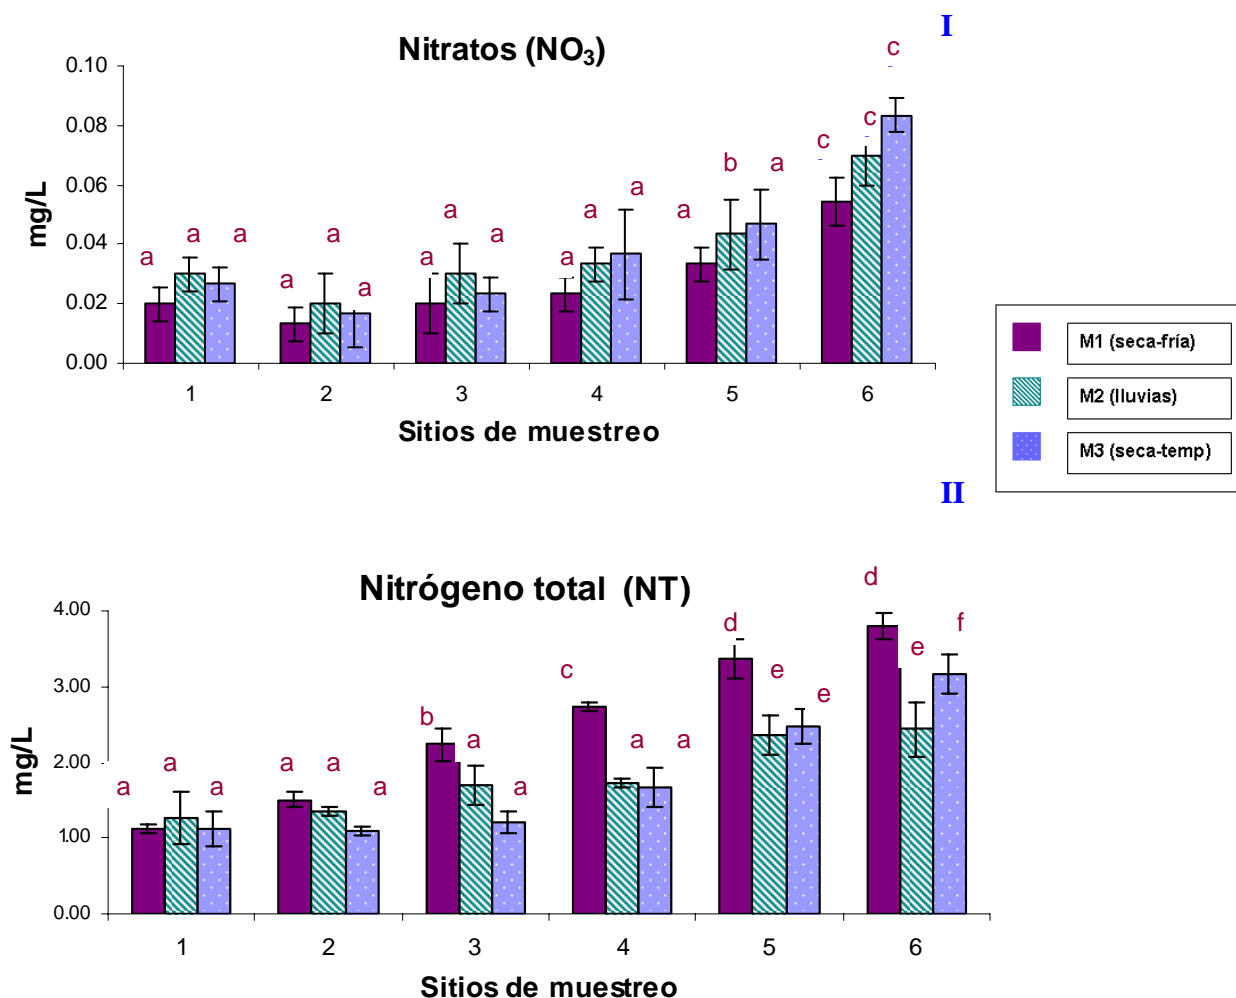 I
Nitratos (NO₃)
c
0.10
0.08
0.06
0.04
0.02
0.00
mg/L
a a a
a a a
a a a
a a a
a b a
c c
1 2 3 4 5 6
Sitios de muestreo
M1 (seca-fría)
M2 (lluvias)
M3 (seca-temp)
II
Nitrógeno total (NT)
4.00
3.00
2.00
1.00
0.00
mg/L
a a a
a a a
b a a
c a a
d e e
d e f
1 2 3 4 5 6
Sitios de muestreo